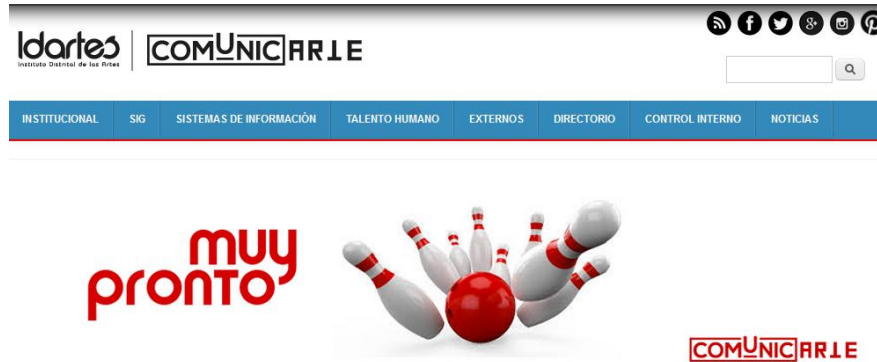 Idartes
Instituto Distrital de las Artes
COMUNICARTE
INSTITUCIONAL SIG SISTEMAS DE INFORMACIÓN TALENTO HUMANO EXTERNOS DIRECTORIO CONTROL INTERNO NOTICIAS
muy
pronto
COMUNICARTE